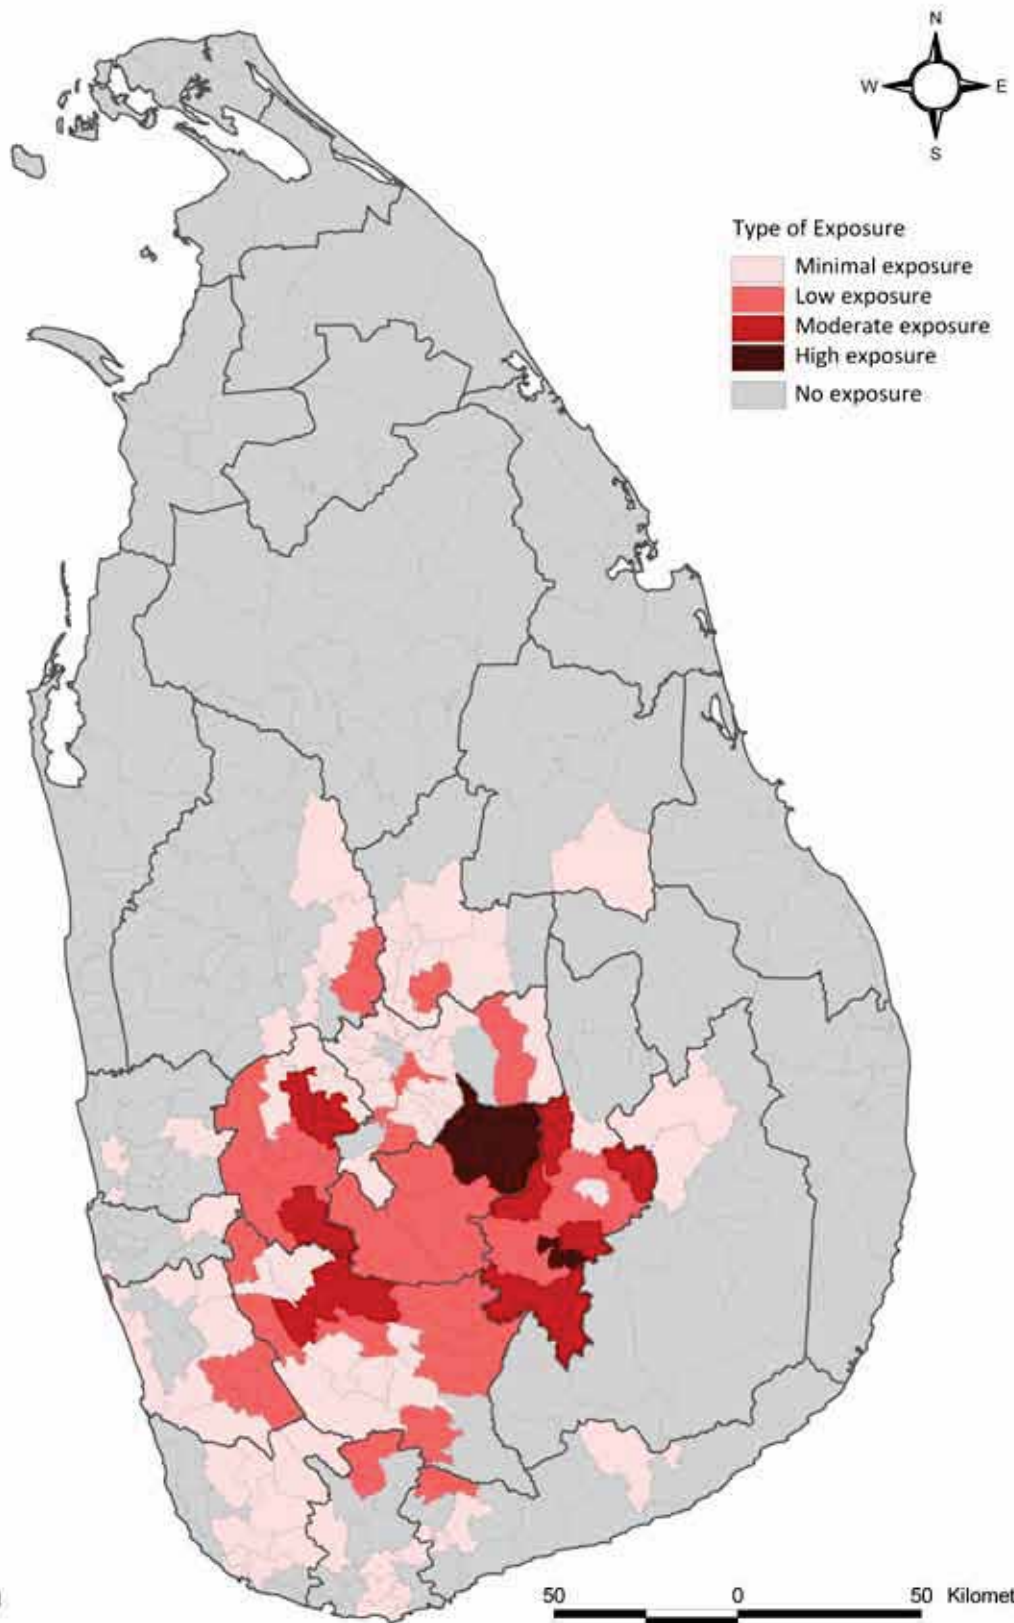 N
W E
S
Type of Exposure
Minimal exposure
Low exposure
Moderate exposure
High exposure
No exposure
50 0 50 Kilomet